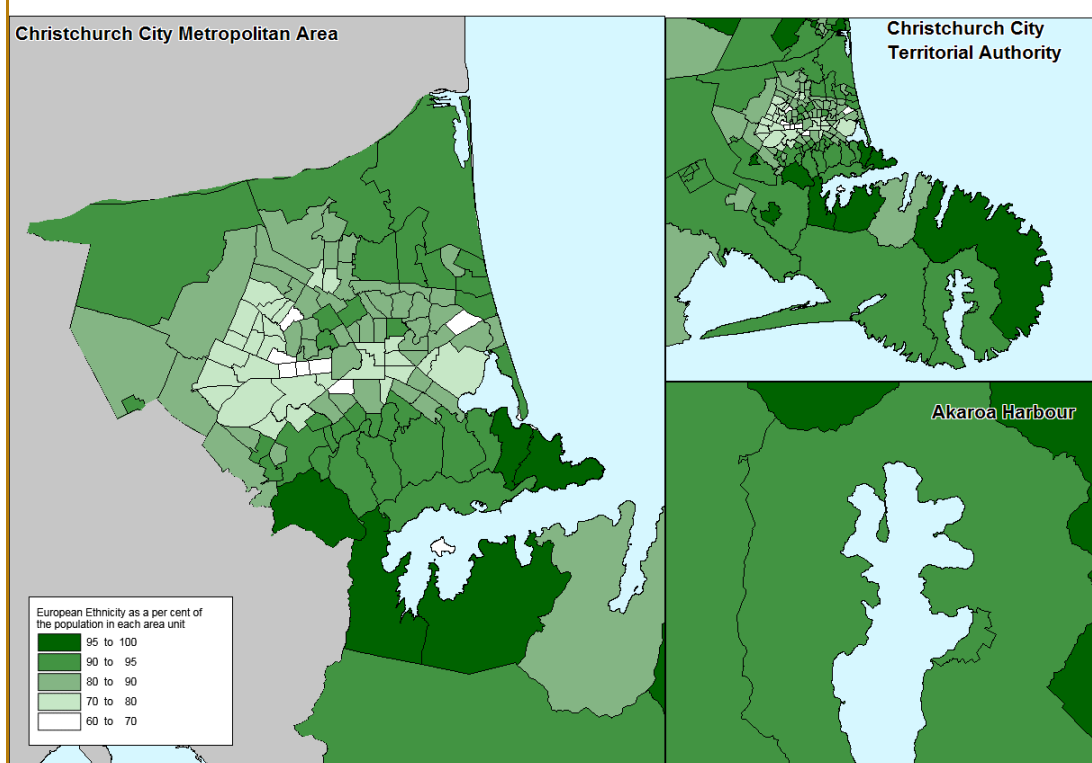 Christchurch City Metropolitan Area
Christchurch City
Territorial Authority
Akaroa Harbour
European Ethnicity as a per cent of
the population in each area unit
95 to 100
90 to 95
80 to 90
70 to 80
60 to 70